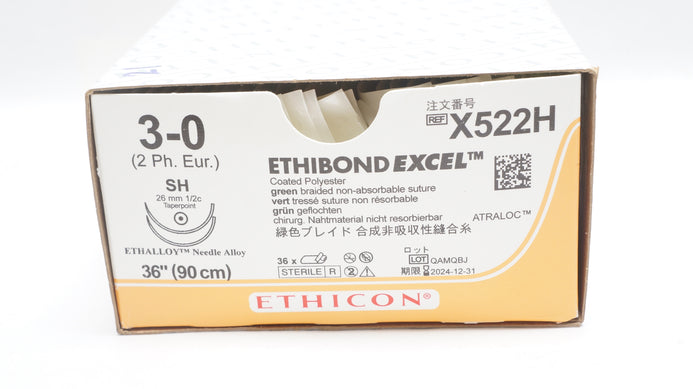 3-0
(2 Ph. Eur.)
SH
26 mm 1/2c
Taperpoint
ETHALLOY™ Needle Alloy
36" (90 cm)
注文番号
REF X522H
ETHIBOND EXCEL™
Coated Polyester
green braided non-absorbable suture
vert tressé suture non résorbable
grün geflochten
chirurg. Nahtmaterial nicht resorbierbar
緑色ブレイド 合成非吸収性縫合糸
ATRALOC™
36 x
STERILE R
2
ロット
LOT QAMQBJ
期限 2024-12-31
ETHICON®